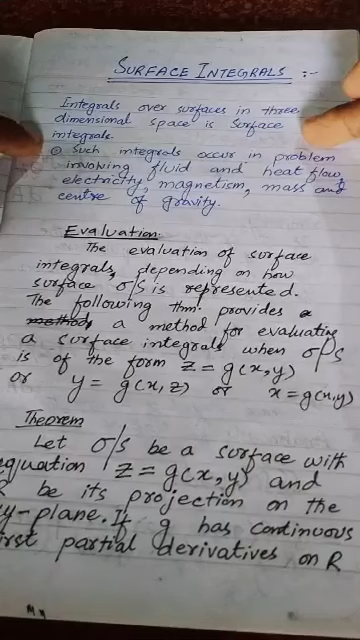 SURFACE INTEGRALS :-
Integrals over surfaces in three
dimensional space is Surface
integrals.
⊙ Such integrals occur in problem
involving fluid and heat flow,
electricity, magnetism, mass and
centre of gravity.
Evaluation.
The evaluation of surface
integrals, depending on how
surface σ/S is represented.
The following thm. provides a
method, a method for evaluating
a surface integrals when σ/S
is of the form z = g(x,y)
or y = g(x,z) or x = g(x,y)
Theorem
Let σ/S be a surface with
equation z = g(x,y) and
be its projection on the
y-plane. If g has continuous
irst partial derivatives on R